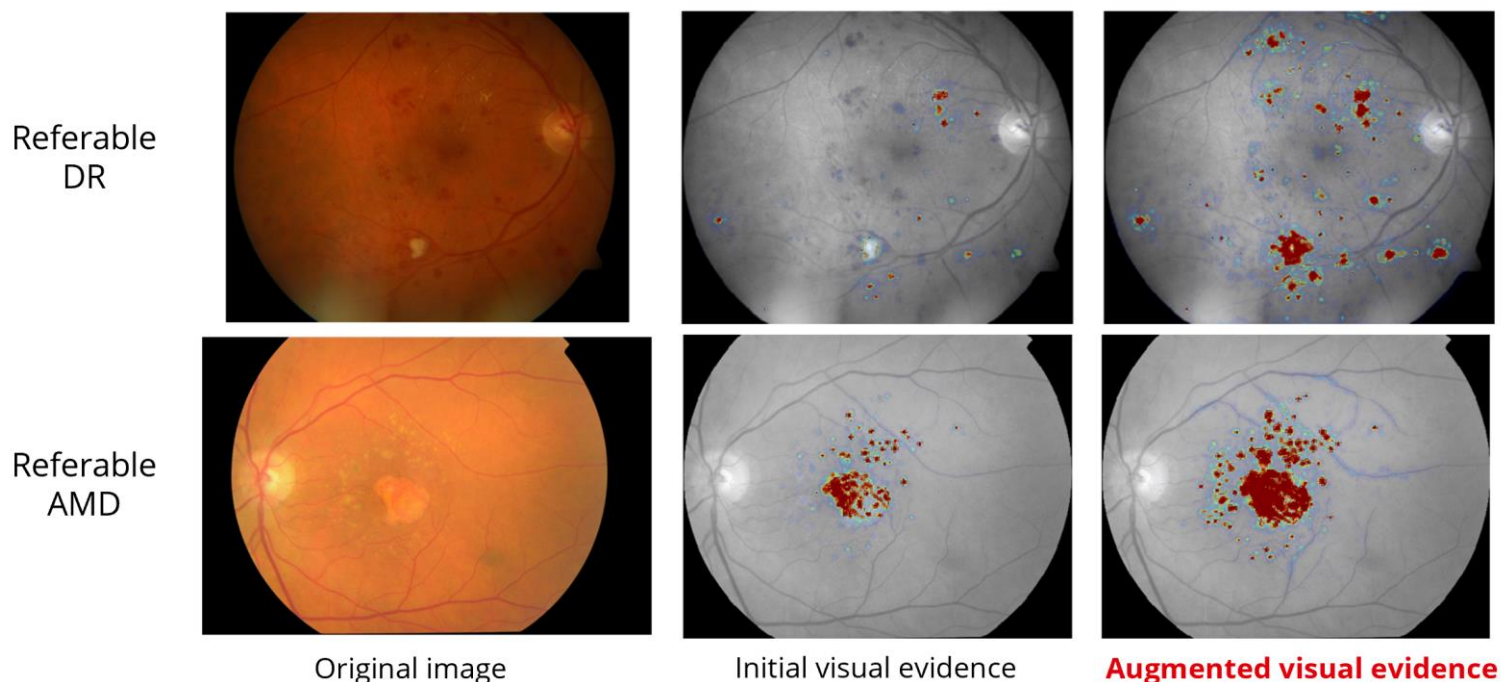 Referable
DR
Referable
AMD
Original image
Initial visual evidence
Augmented visual evidence